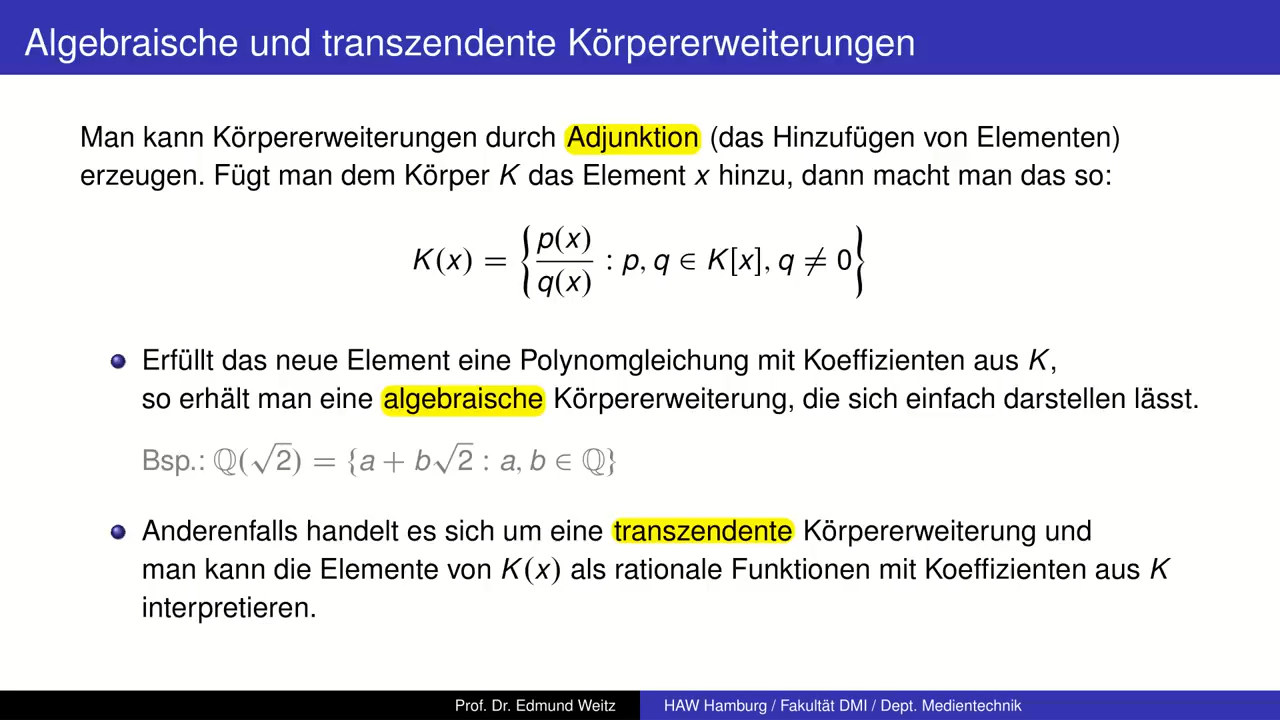 Algebraische und transzendente Körpererweiterungen
Man kann Körpererweiterungen durch Adjunktion (das Hinzufügen von Elementen)
erzeugen. Fügt man dem Körper K das Element x hinzu, dann macht man das so:
K(x) = { p(x)/q(x) : p, q ∈ K[x], q ≠ 0 }
Erfüllt das neue Element eine Polynomgleichung mit Koeffizienten aus K,
so erhält man eine algebraische Körpererweiterung, die sich einfach darstellen lässt.
Bsp.: ℚ(√2) = {a + b√2 : a, b ∈ ℚ}
Anderenfalls handelt es sich um eine transzendente Körpererweiterung und
man kann die Elemente von K(x) als rationale Funktionen mit Koeffizienten aus K
interpretieren.
Prof. Dr. Edmund Weitz HAW Hamburg / Fakultät DMI / Dept. Medientechnik